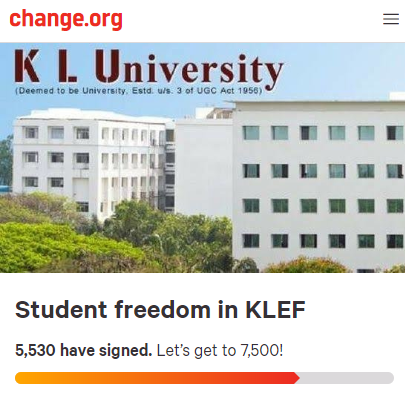 change.org
K L University
(Deemed to be University, Estd. u/s. 3 of UGC Act 1956)
Student freedom in KLEF
5,530 have signed. Let's get to 7,500!